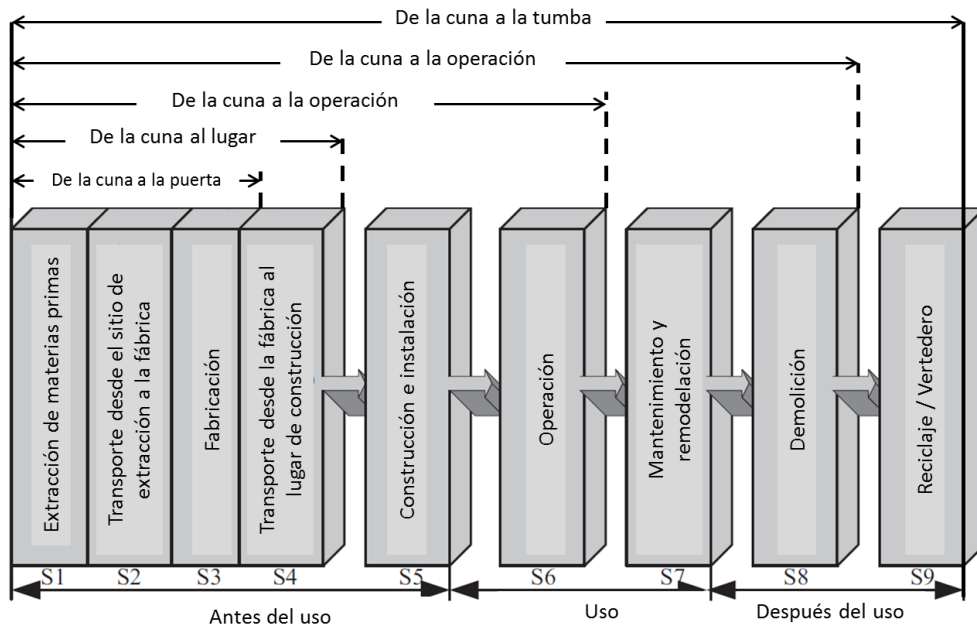 De la cuna a la tumba
De la cuna a la operación
De la cuna a la operación
De la cuna al lugar
De la cuna a la puerta
Extracción de materias primas
Transporte desde el sitio de
extracción a la fábrica
Fabricación
Transporte desde la fábrica al
lugar de construcción
Construcción e instalación
Operación
Mantenimiento y
remodelación
Demolición
Reciclaje / Vertedero
S1
S2
S3
S4
S5
S6
S7
S8
S9
Antes del uso
Uso
Después del uso